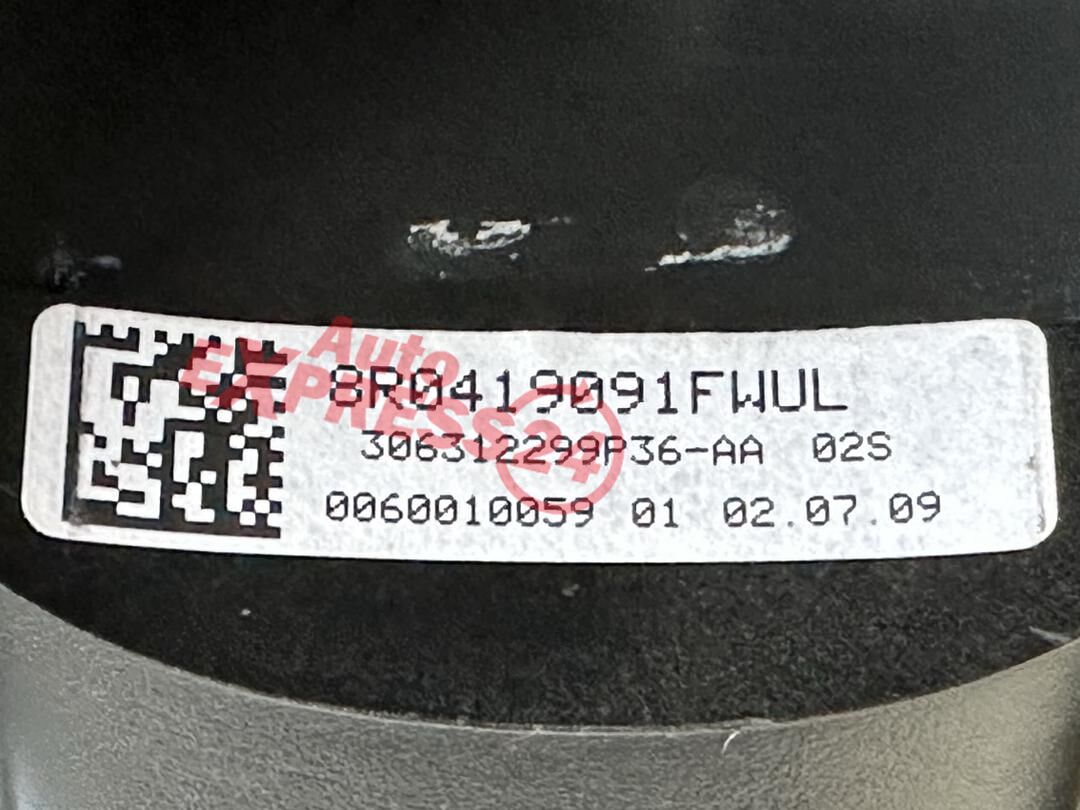 8R0419091FWUL
306312299P36-AA 02S
0060010059 01 02.07.09
Auto
EXPRESS24